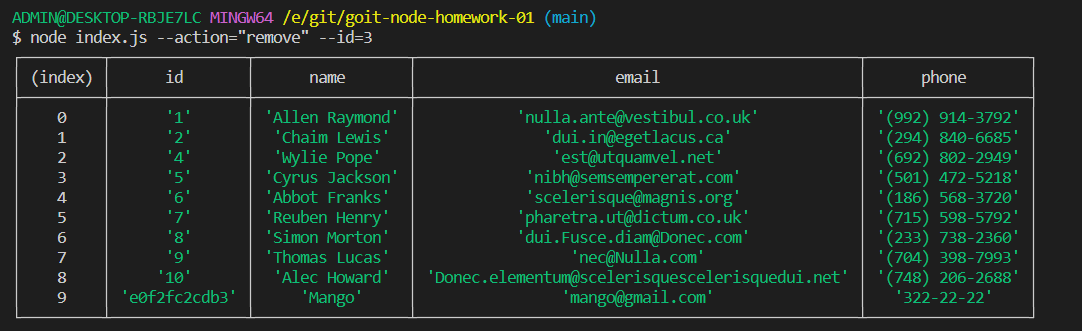 ADMIN@DESKTOP-RBJE7LC MINGW64 /e/git/goit-node-homework-01 (main)
$ node index.js --action="remove" --id=3
(index) id name email phone
0 '1' 'Allen Raymond' 'nulla.ante@vestibul.co.uk' '(992) 914-3792'
1 '2' 'Chaim Lewis' 'dui.in@egetlacus.ca' '(294) 840-6685'
2 '4' 'Wylie Pope' 'est@utquamvel.net' '(692) 802-2949'
3 '5' 'Cyrus Jackson' 'nibh@semsempererat.com' '(501) 472-5218'
4 '6' 'Abbot Franks' 'scelerisque@magnis.org' '(186) 568-3720'
5 '7' 'Reuben Henry' 'pharetra.ut@dictum.co.uk' '(715) 598-5792'
6 '8' 'Simon Morton' 'dui.Fusce.diam@Donec.com' '(233) 738-2360'
7 '9' 'Thomas Lucas' 'nec@Nulla.com' '(704) 398-7993'
8 '10' 'Alec Howard' 'Donec.elementum@scelerisquescelerisquedui.net' '(748) 206-2688'
9 'e0f2fc2cdb3' 'Mango' 'mango@gmail.com' '322-22-22'